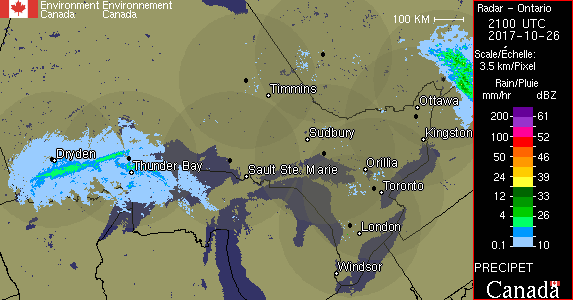 Environment Environnement
Canada Canada
100 KM
Timmins
Ottawa
Sudbury
Kingston
Dryden
Thunder Bay
Sault Ste. Marie
Orillia
Toronto
London
Windsor
Radar - Ontario
2100 UTC
2017-10-26
Scale/Échelle:
3.5 km/Pixel
Rain/Pluie
mm/hr dBZ
200 61
100 52
50 46
24 39
12 33
4 26
0.1 10
PRECIPET
Canada